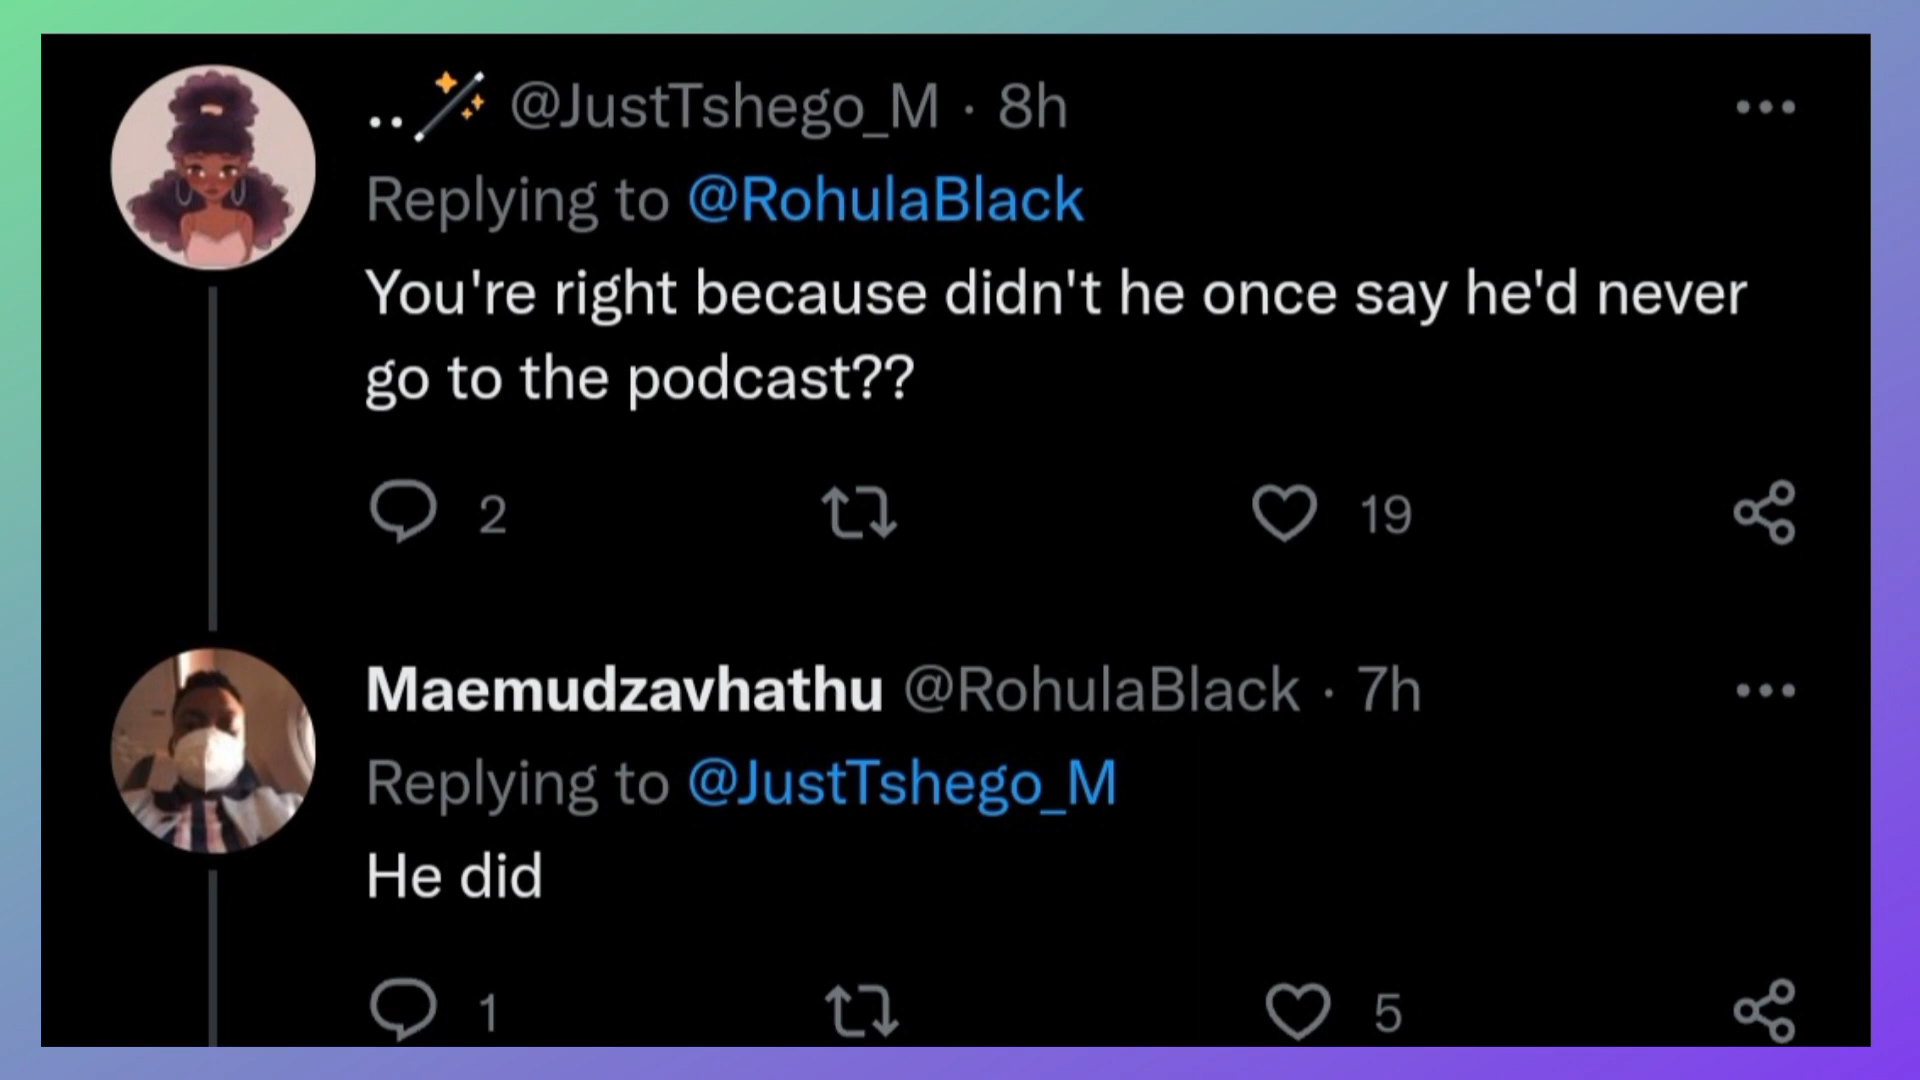 ..🪄 @JustTshego_M · 8h
Replying to @RohulaBlack
You're right because didn't he once say he'd never
go to the podcast??
2 19
Maemudzavhathu @RohulaBlack · 7h
Replying to @JustTshego_M
He did
1 5